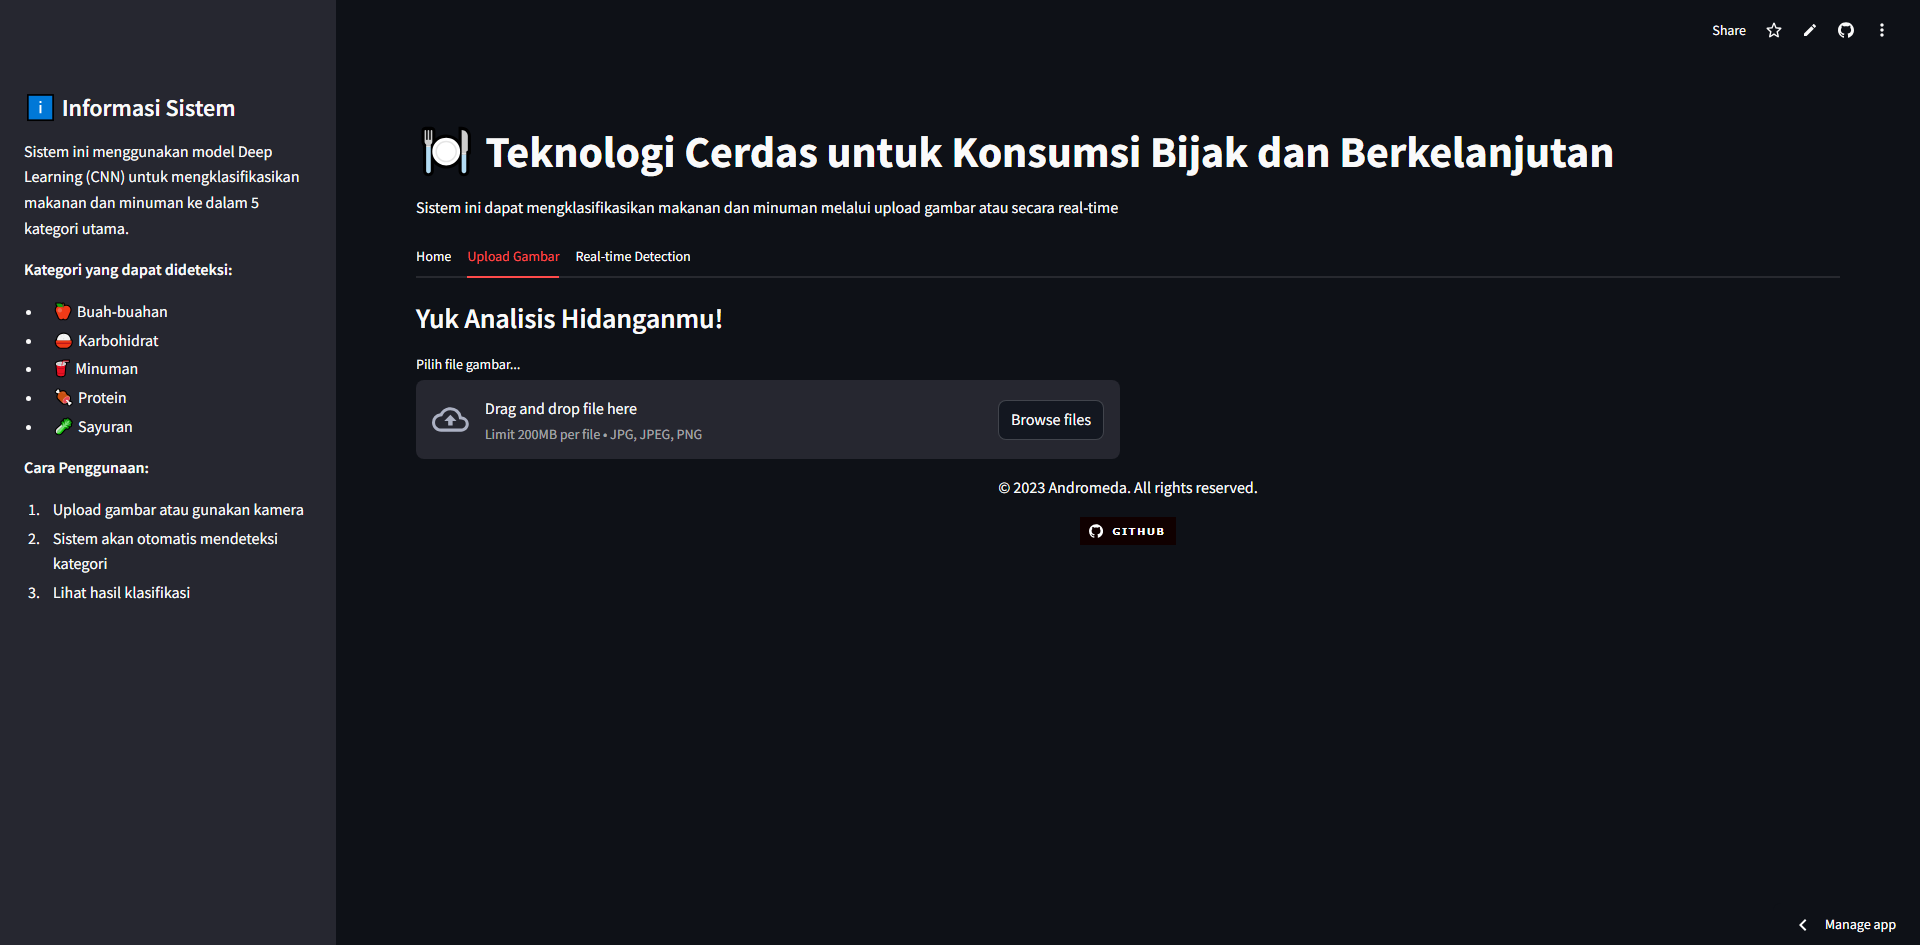 Share
Informasi Sistem
Sistem ini menggunakan model Deep
Learning (CNN) untuk mengklasifikasikan
makanan dan minuman ke dalam 5
kategori utama.
Kategori yang dapat dideteksi:
• Buah-buahan
• Karbohidrat
• Minuman
• Protein
• Sayuran
Cara Penggunaan:
1. Upload gambar atau gunakan kamera
2. Sistem akan otomatis mendeteksi
kategori
3. Lihat hasil klasifikasi
Teknologi Cerdas untuk Konsumsi Bijak dan Berkelanjutan
Sistem ini dapat mengklasifikasikan makanan dan minuman melalui upload gambar atau secara real-time
Home Upload Gambar Real-time Detection
Yuk Analisis Hidanganmu!
Pilih file gambar...
Drag and drop file here
Limit 200MB per file • JPG, JPEG, PNG
Browse files
© 2023 Andromeda. All rights reserved.
GITHUB
Manage app